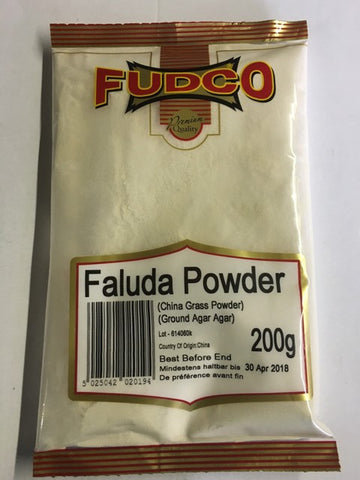 FUDCO
Premium
Quality
Faluda Powder
(China Grass Powder)
(Ground Agar Agar)
Lot - 614060k
200g
Country Of Origin:China
Best Before End
Mindestens haltbar bis 30 Apr 2018
De préférence avant fin
5 025042 020194